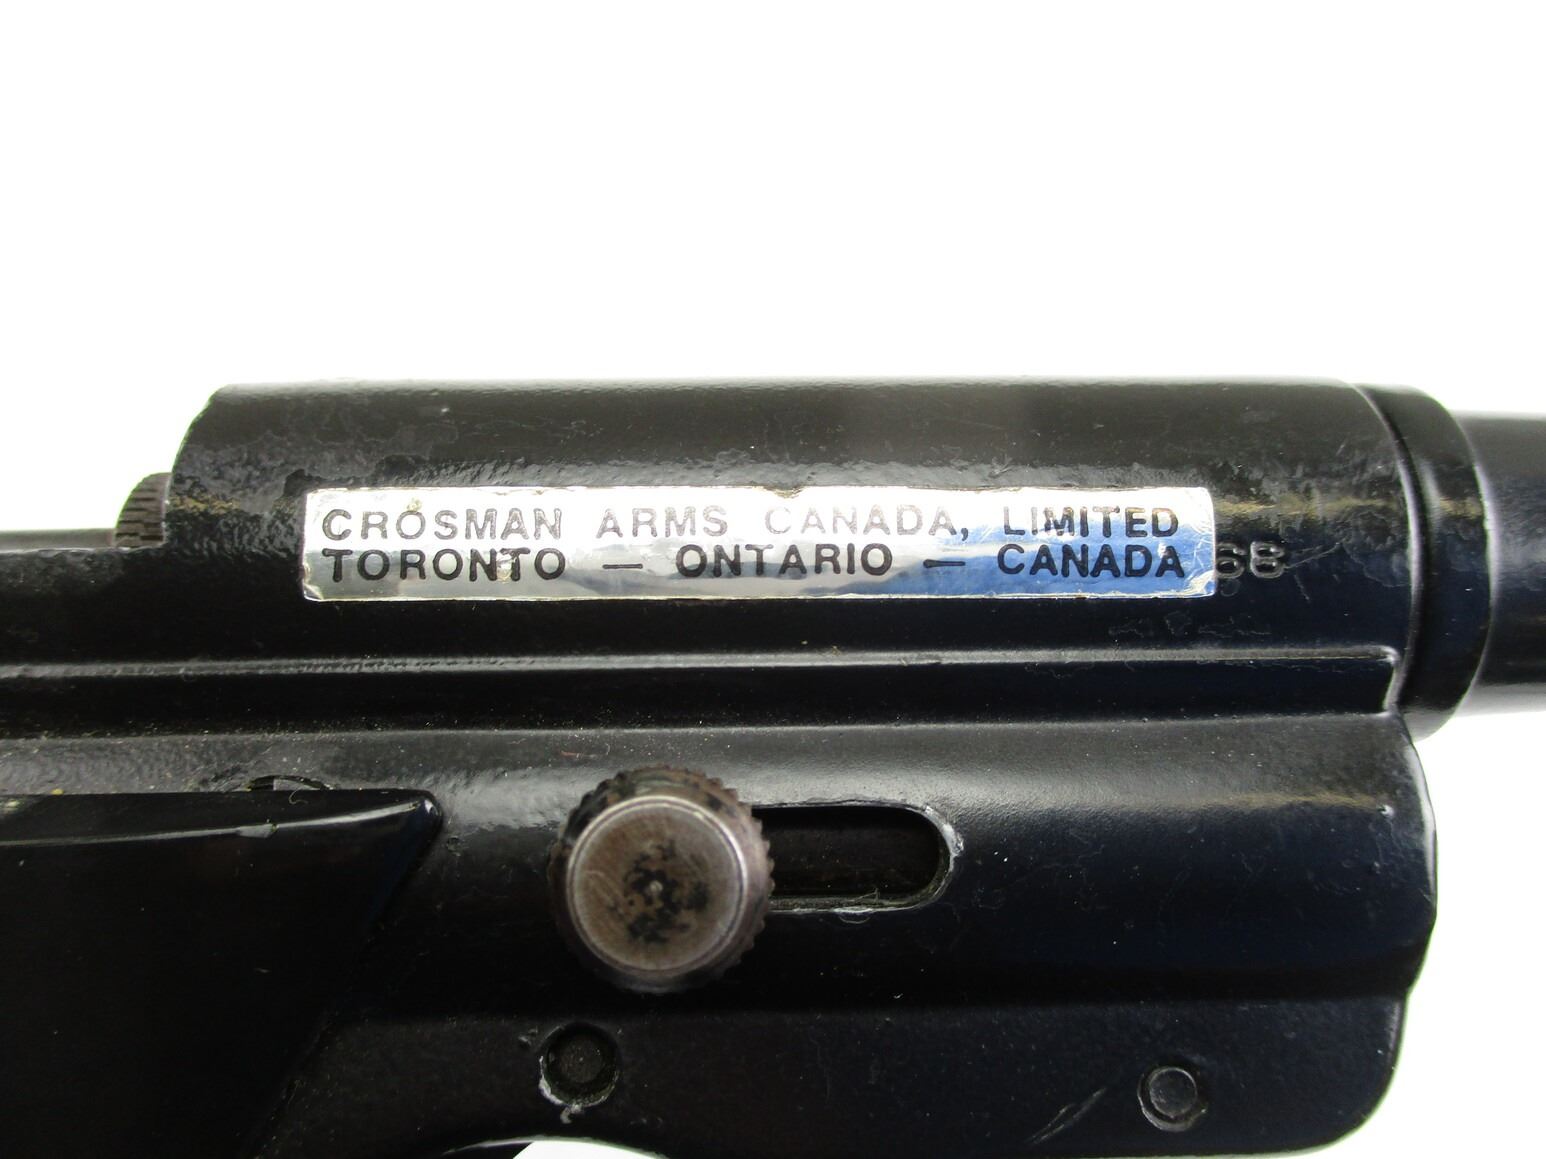 CROSMAN ARMS CANADA, LIMITED
TORONTO — ONTARIO — CANADA